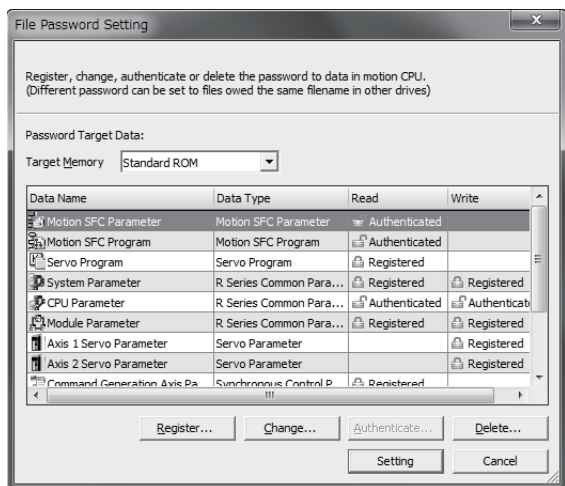 File Password Setting
Register, change, authenticate or delete the password to data in motion CPU.
(Different password can be set to files owed the same filename in other drives)
Password Target Data:
Target Memory Standard ROM
Data Name Data Type Read Write
Motion SFC Parameter Motion SFC Parameter Authenticated
Motion SFC Program Motion SFC Program Authenticated
Servo Program Servo Program Registered
System Parameter R Series Common Para... Registered Registered
CPU Parameter R Series Common Para... Authenticated Authenticat
Module Parameter R Series Common Para... Registered Registered
Axis 1 Servo Parameter Servo Parameter Registered
Axis 2 Servo Parameter Servo Parameter Registered
Command Generation Axis Pa Synchronous Control P Registered
Register... Change... Authenticate... Delete...
Setting Cancel